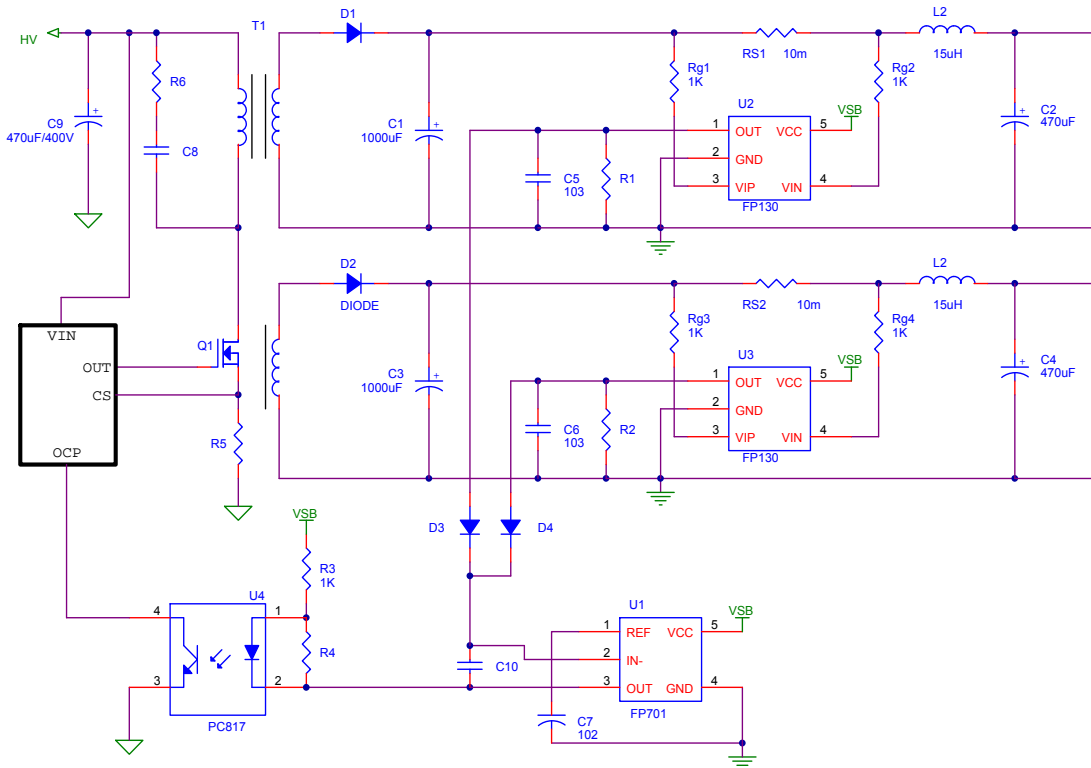 HV
T1
D1
L2
15uH
RS1 10m
R6
C9
470uF/400V
C8
C1
1000uF
Rg1
1K
Rg2
1K
C2
470uF
U2
VSB
1 OUT VCC 5
2 GND
3 VIP VIN 4
FP130
C5
103
R1
D2
DIODE
L2
15uH
RS2 10m
VIN
OUT
CS
OCP
Q1
R5
C3
1000uF
Rg3
1K
Rg4
1K
C4
470uF
U3
VSB
1 OUT VCC 5
2 GND
3 VIP VIN 4
FP130
C6
103
R2
D3
D4
VSB
R3
1K
R4
U4
4
1
3
2
PC817
C10
U1
VSB
1 REF VCC 5
2 IN-
3 OUT GND 4
FP701
C7
102